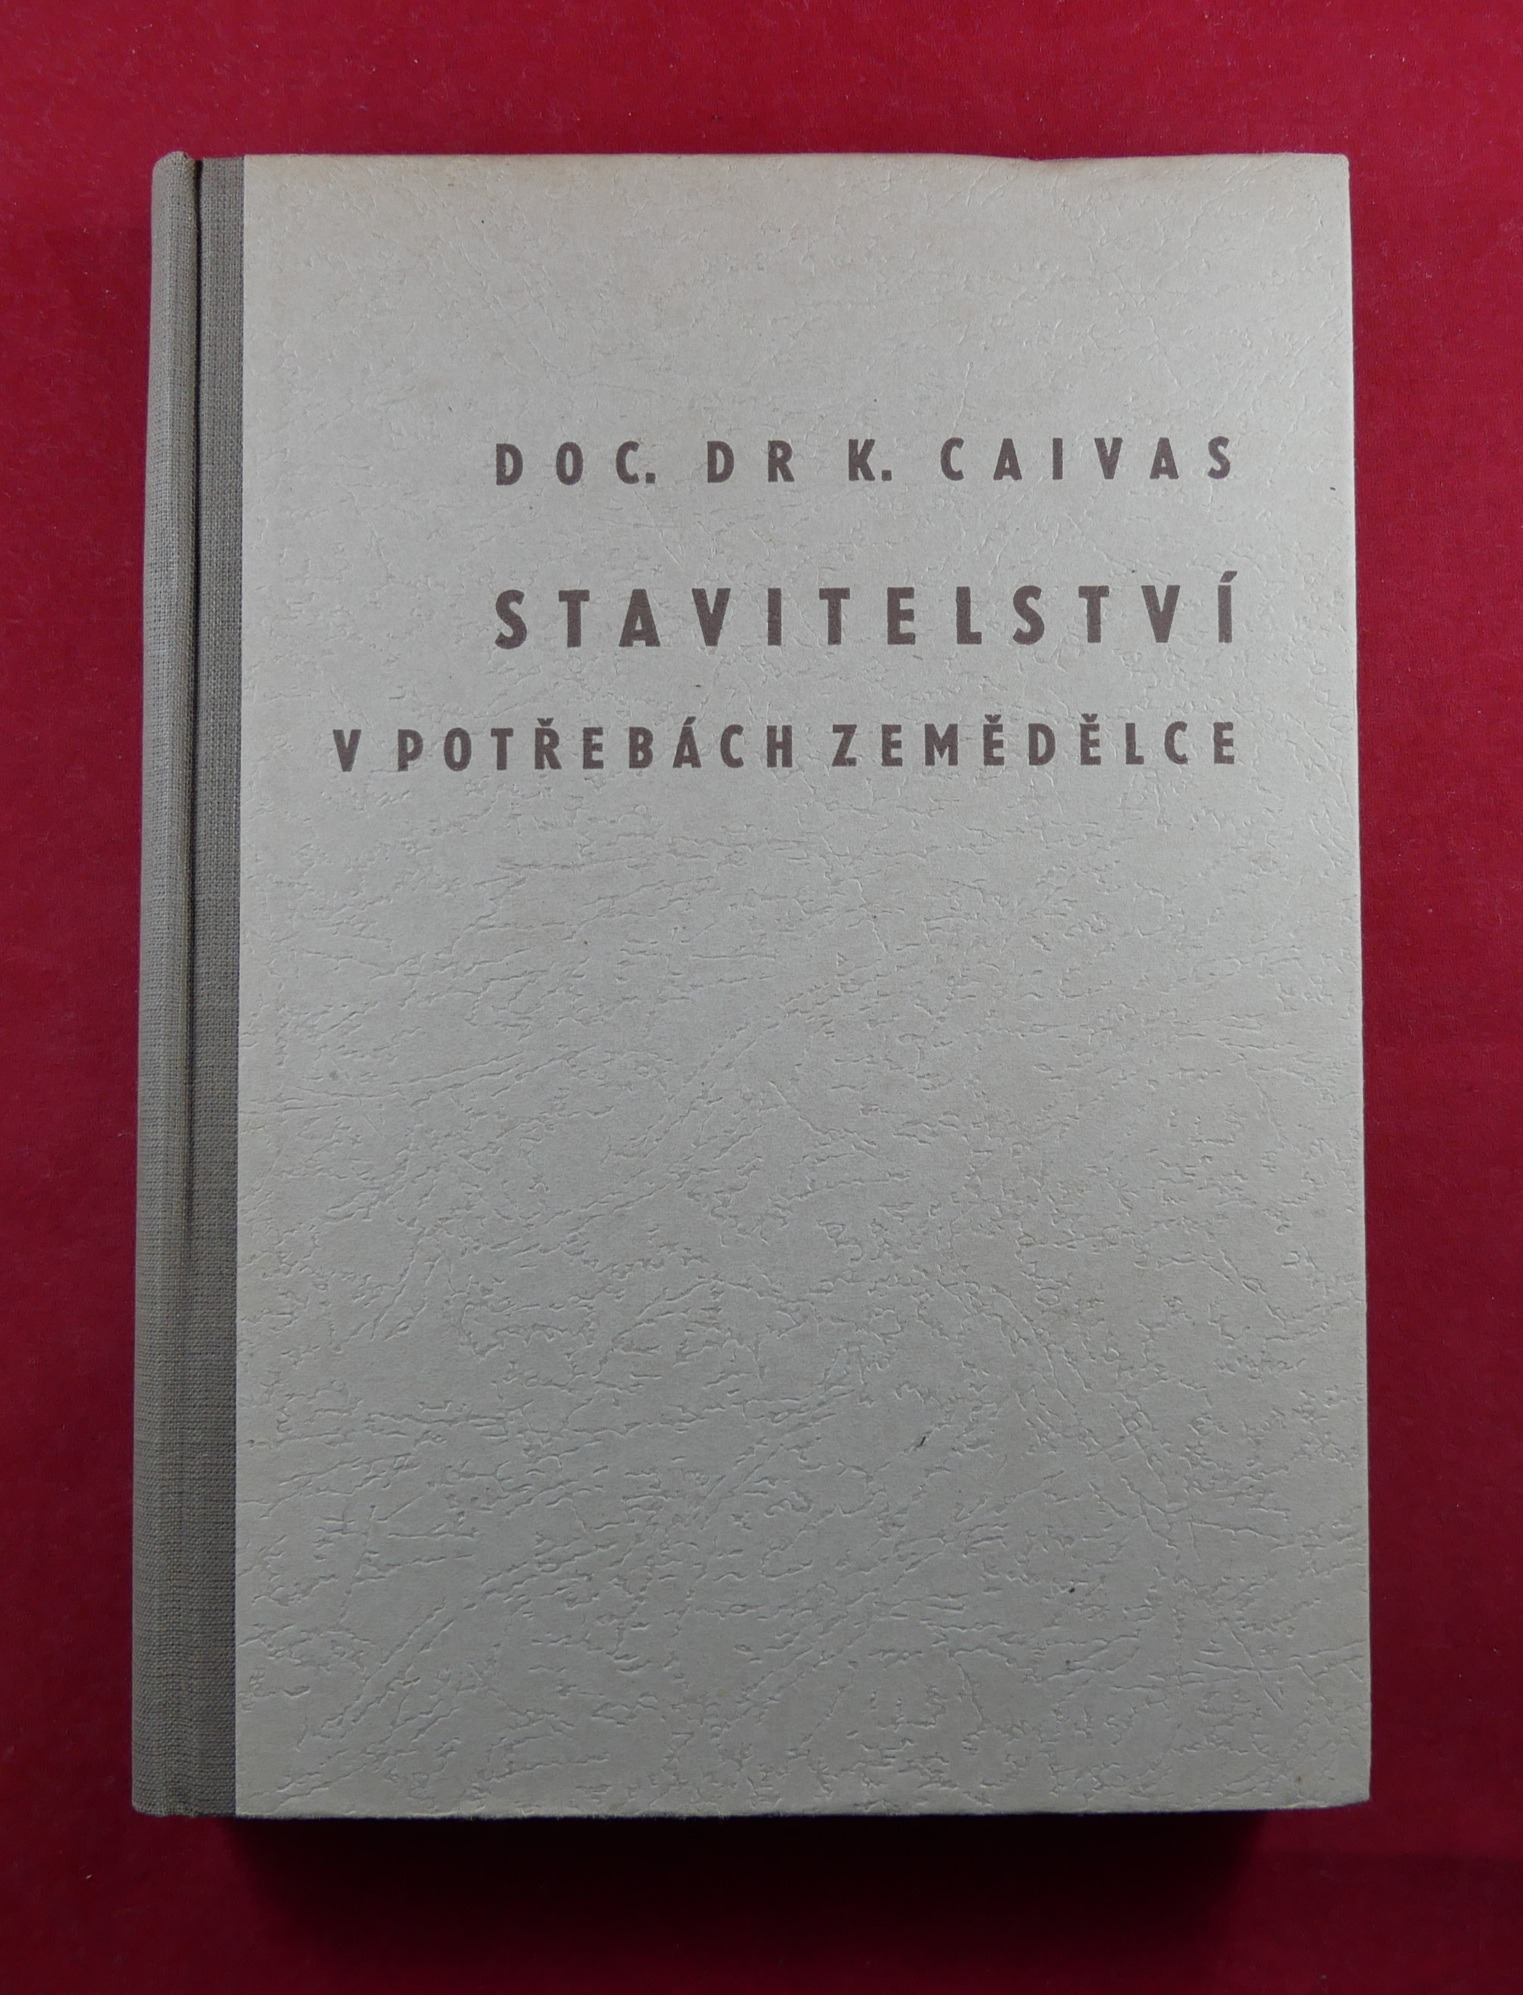 DOC. DR K. CAIVAS
STAVITELSTVÍ
V POTŘEBÁCH ZEMĚDĚLCE